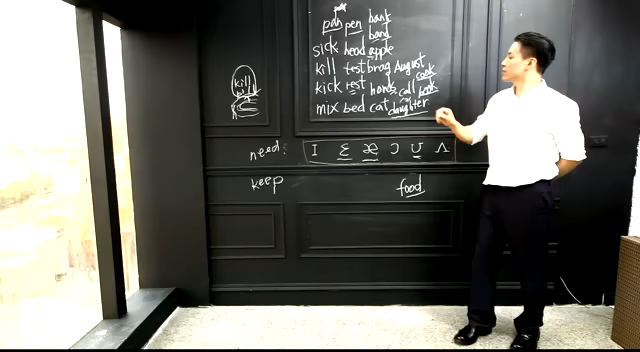 pan pen bank
band
sick head apple
kill test brag August
cook
kick rest hands call book
mix bed cat daughter
kill
need: I ɛ æ ɔ ʊ ʌ
keep food